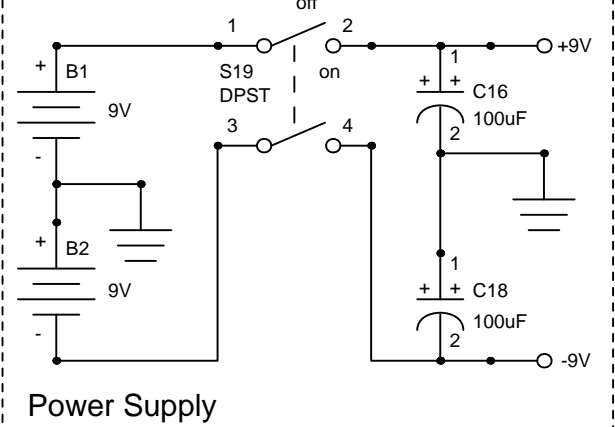 off
1 2
+9V
+ B1
S19 on
DPST
1
+ +
C16
9V
100uF
3 4
2
-
+ B2
1
+ + C18
9V
100uF
-
2
-9V
Power Supply